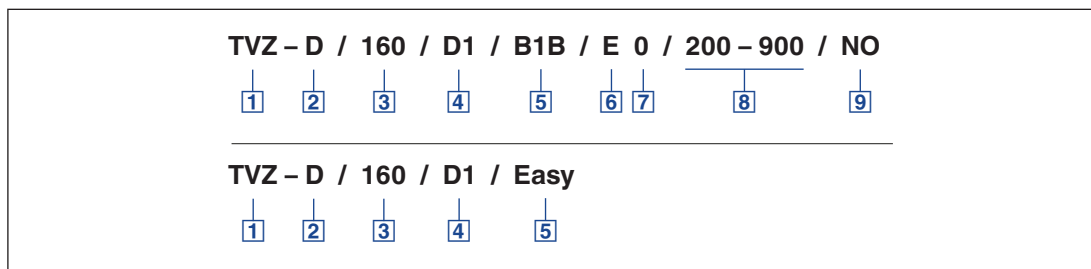 TVZ – D / 160 / D1 / B1B / E 0 / 200 – 900 / NO
1 2 3 4 5 6 7 8 9
TVZ – D / 160 / D1 / Easy
1 2 3 4 5